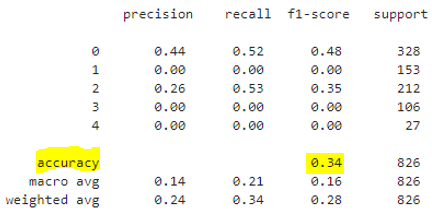 precision recall f1-score support
0 0.44 0.52 0.48 328
1 0.00 0.00 0.00 153
2 0.26 0.53 0.35 212
3 0.00 0.00 0.00 106
4 0.00 0.00 0.00 27
accuracy 0.34 826
macro avg 0.14 0.21 0.16 826
weighted avg 0.24 0.34 0.28 826